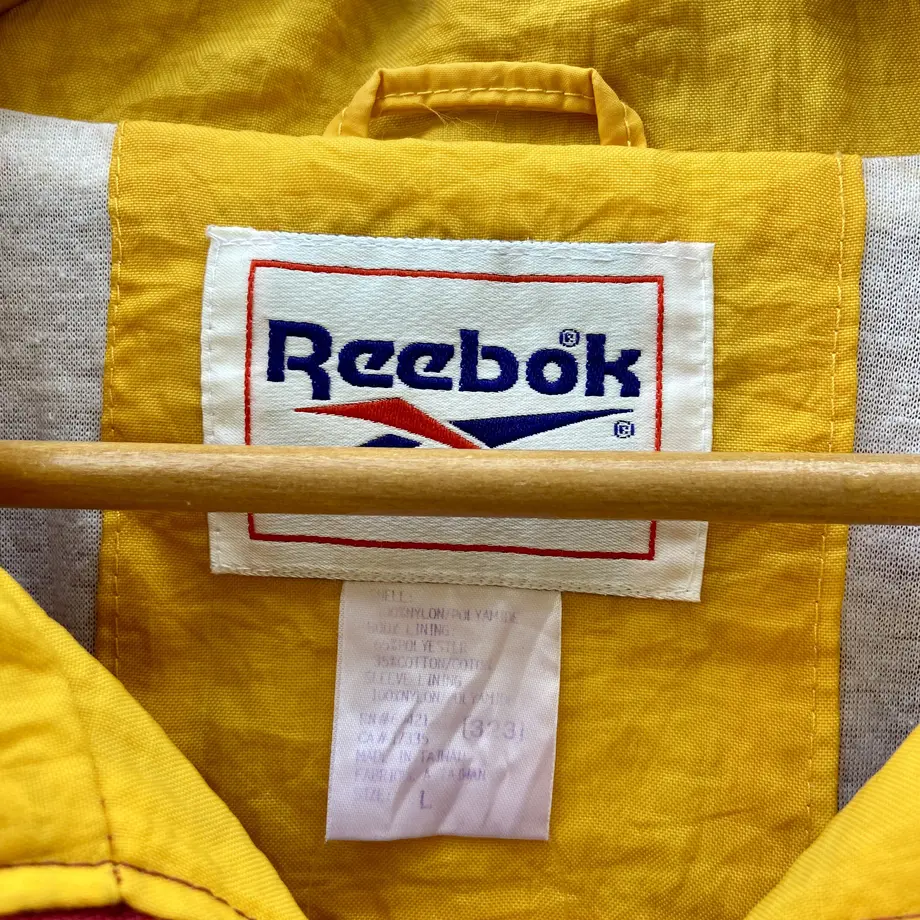 Reebok
SHELL:
100%NYLON/POLYAMIDE
BODY LINING:
65%POLYESTER
35%COTTON/COTON
SLEEVE LINING
100%NYLON/POLYAMIDE
(323)
MADE IN TAIWAN
FABRIQUE A TAIWAN
SIZE: L